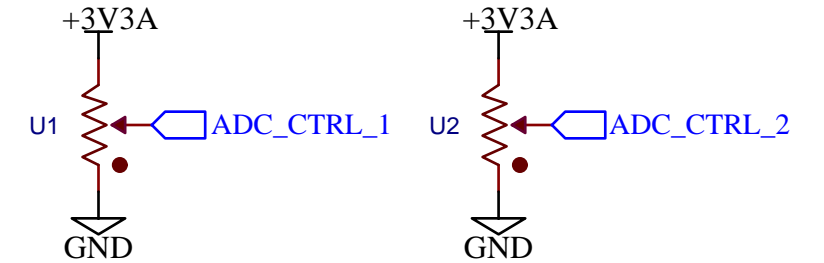 +3V3A +3V3A
U1 ADC_CTRL_1 U2 ADC_CTRL_2
GND GND